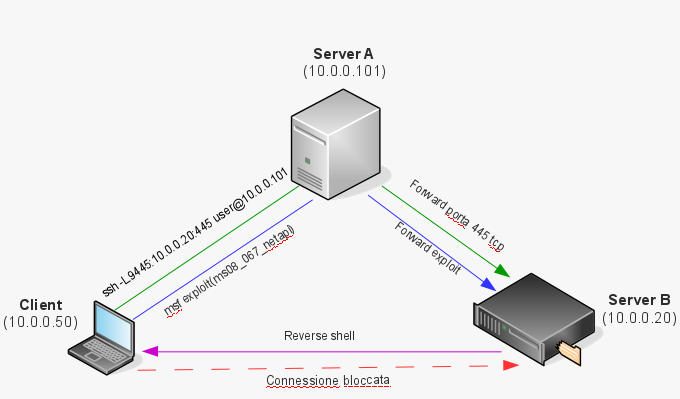 Server A
(10.0.0.101)
ssh -L9445:10.0.0.20:445 user@10.0.0.101
msf exploit(ms08_067_netapi)
Forward porta 445 tcp
Forward exploit
Client
(10.0.0.50)
Server B
(10.0.0.20)
Reverse shell
Connessione bloccata